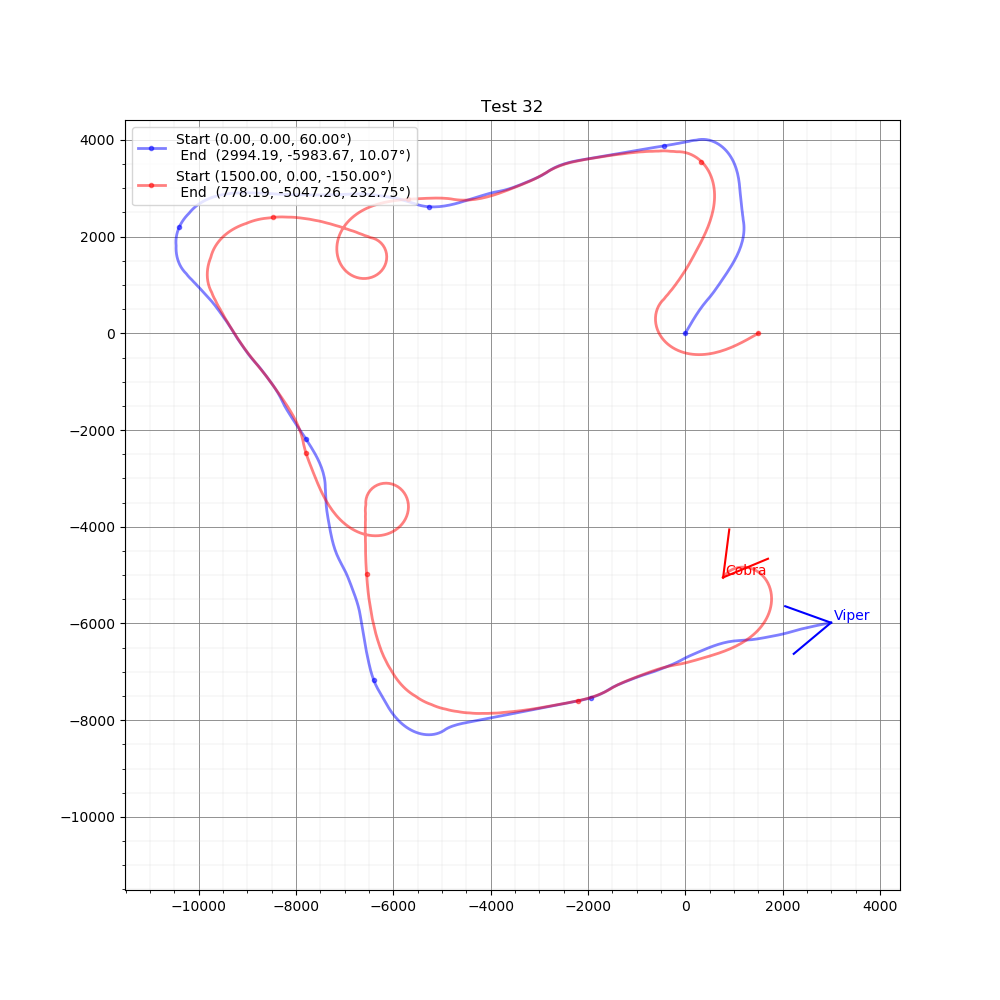 Test 32
Start (0.00, 0.00, 60.00°)
End  (2994.19, -5983.67, 10.07°)
Start (1500.00, 0.00, -150.00°)
End  (778.19, -5047.26, 232.75°)
4000
2000
0
−2000
−4000
−6000
−8000
−10000
Cobra
Viper
−10000
−8000
−6000
−4000
−2000
0
2000
4000